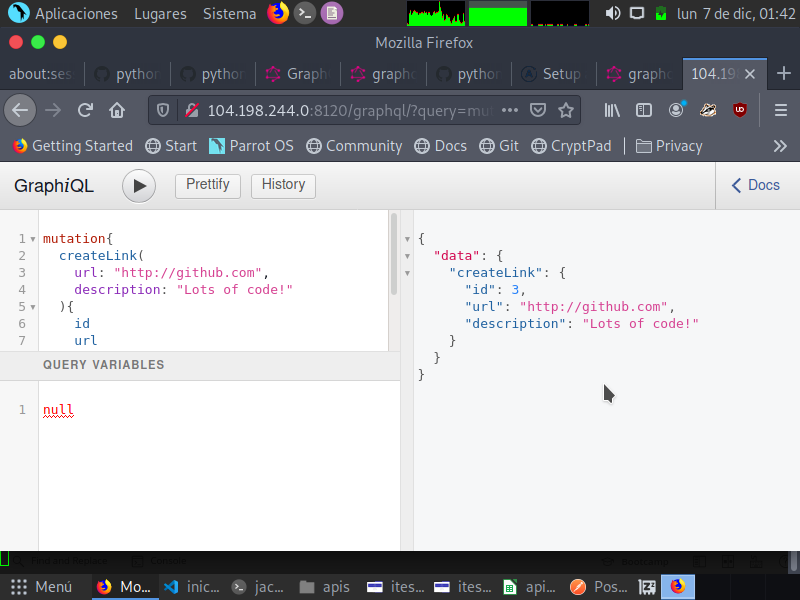 Aplicaciones Lugares Sistema lun 7 de dic, 01:42
Mozilla Firefox
about:ses python python Graph graph python Setup graph 104.19
104.198.244.0:8120/graphql/?query=mu
Getting Started Start Parrot OS Community Docs Git CryptPad Privacy
GraphiQL Prettify History Docs
1 mutation{
2 createLink(
3 url: "http://github.com",
4 description: "Lots of code!"
5 ){
6 id
7 url
QUERY VARIABLES
1 null
{
"data": {
"createLink": {
"id": 3,
"url": "http://github.com",
"description": "Lots of code!"
}
}
}
Menú Mo... inic... jac... apis ites... ites... api... Pos...